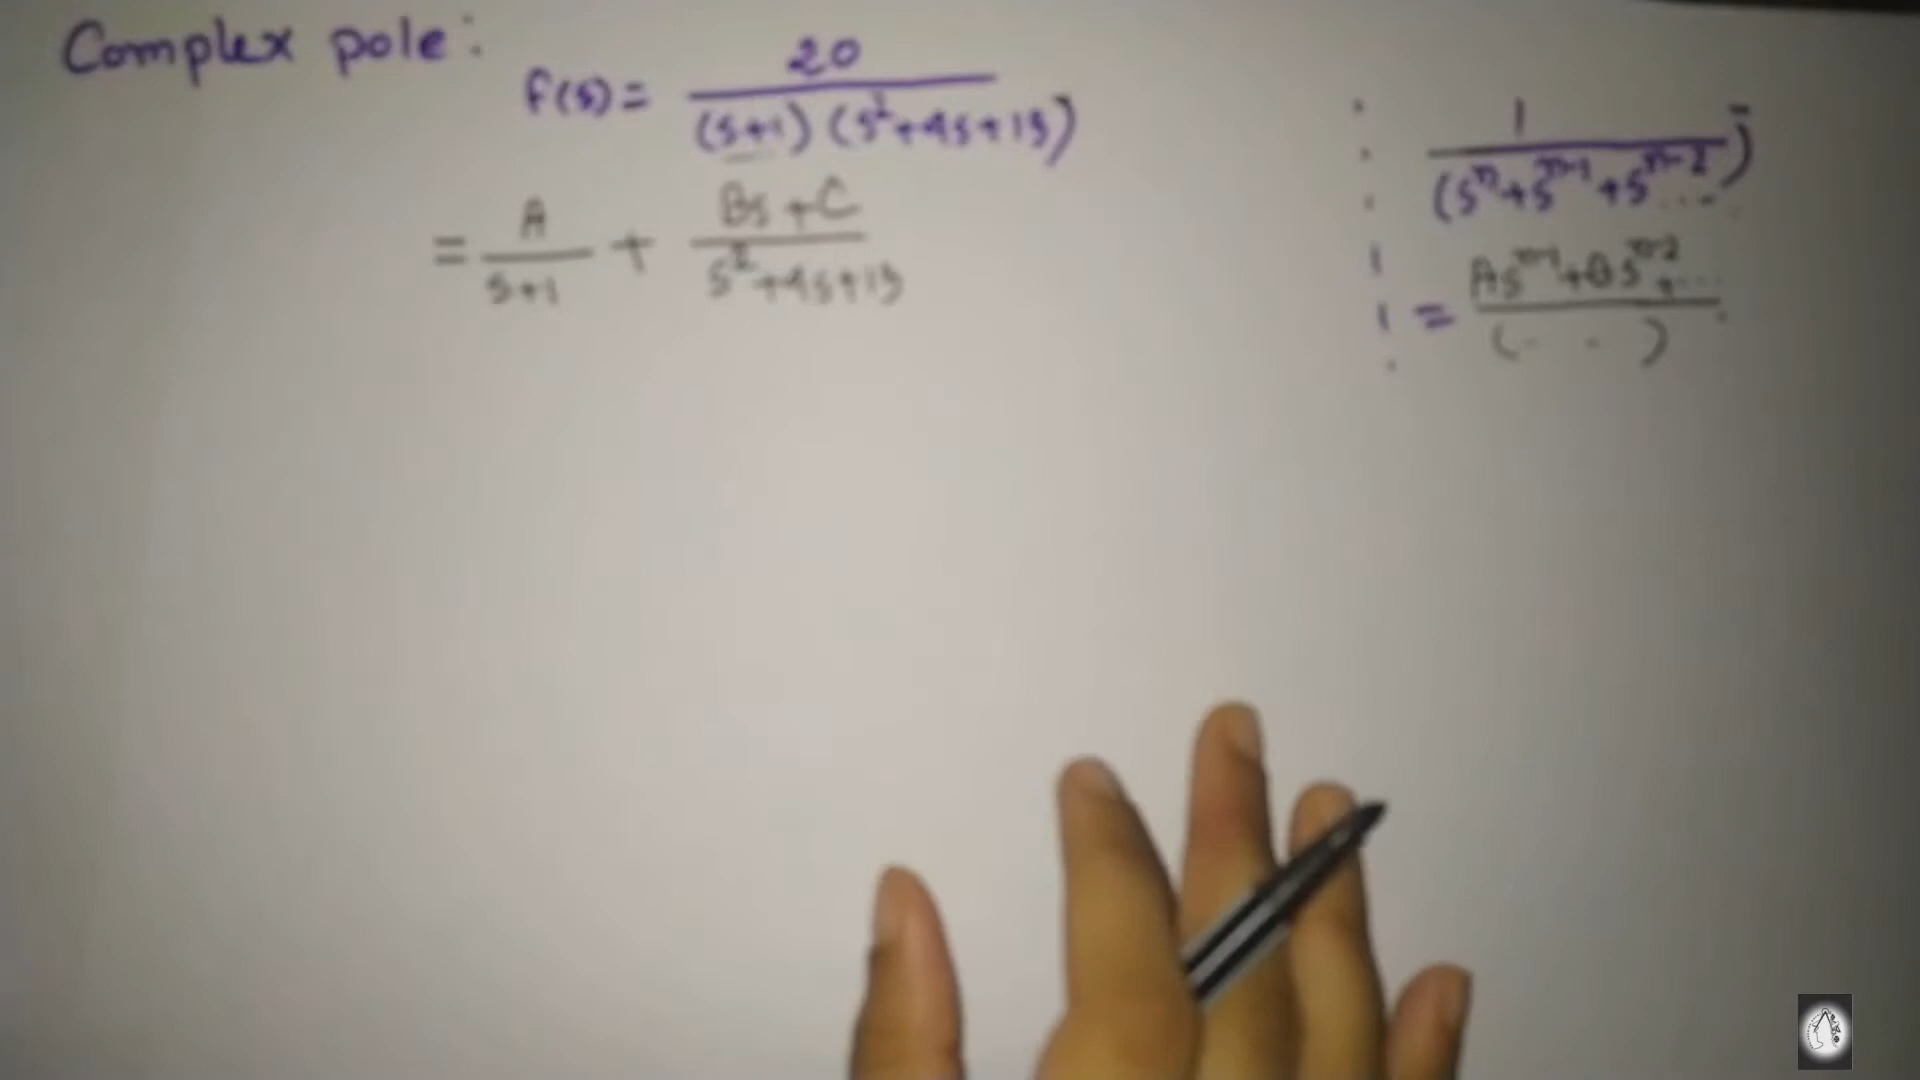 Complex pole:
F(s) = 20 / (s+1) (s²+4s+13)
= A / s+1 + Bs+C / s²+4s+13
1 / (sⁿ+sⁿ⁻¹+sⁿ⁻²....)
= Asⁿ⁻¹+Bsⁿ⁻²+... / (. . )